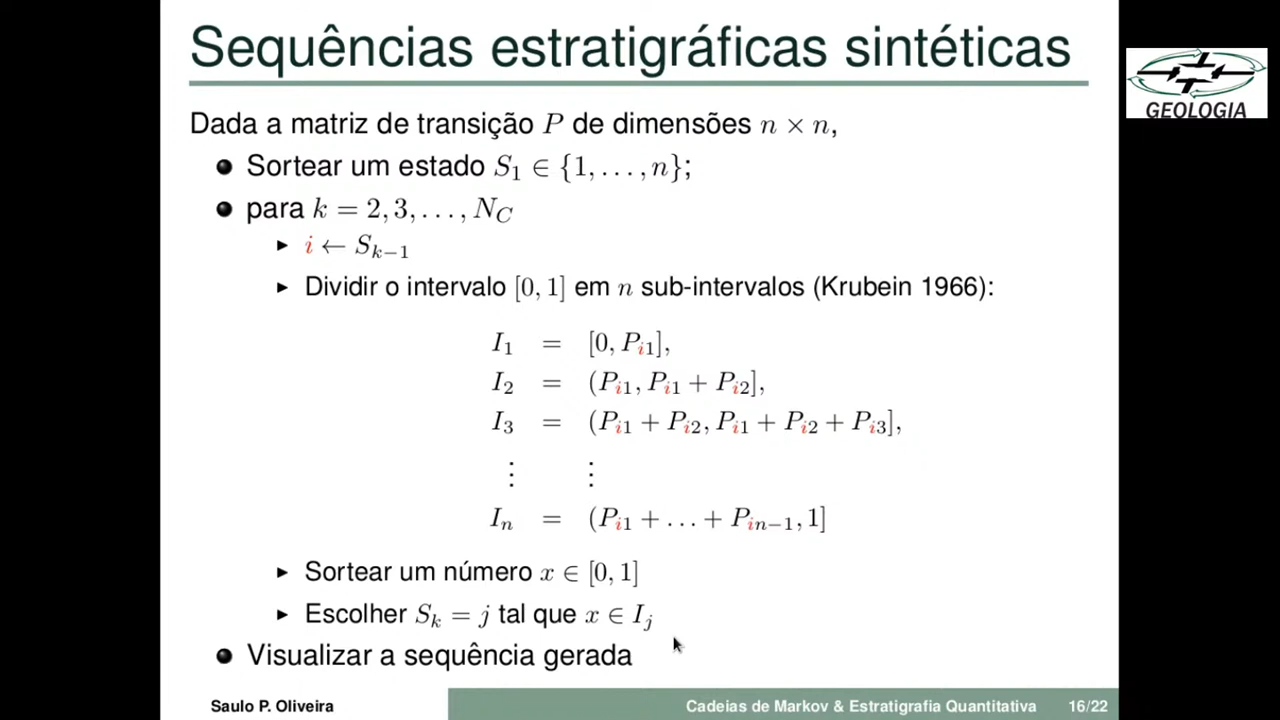 Sequências estratigráficas sintéticas
GEOLOGIA
Dada a matriz de transição P de dimensões n × n,
● Sortear um estado S₁ ∈ {1, . . . , n};
● para k = 2, 3, . . . , N_C
► i ← S_{k−1}
► Dividir o intervalo [0, 1] em n sub-intervalos (Krubein 1966):
I₁ = [0, P_{i1}],
I₂ = (P_{i1}, P_{i1} + P_{i2}],
I₃ = (P_{i1} + P_{i2}, P_{i1} + P_{i2} + P_{i3}],
⋮ ⋮
I_n = (P_{i1} + . . . + P_{in−1}, 1]
► Sortear um número x ∈ [0, 1]
► Escolher S_k = j tal que x ∈ I_j
● Visualizar a sequência gerada
Saulo P. Oliveira Cadeias de Markov & Estratigrafia Quantitativa 16/22